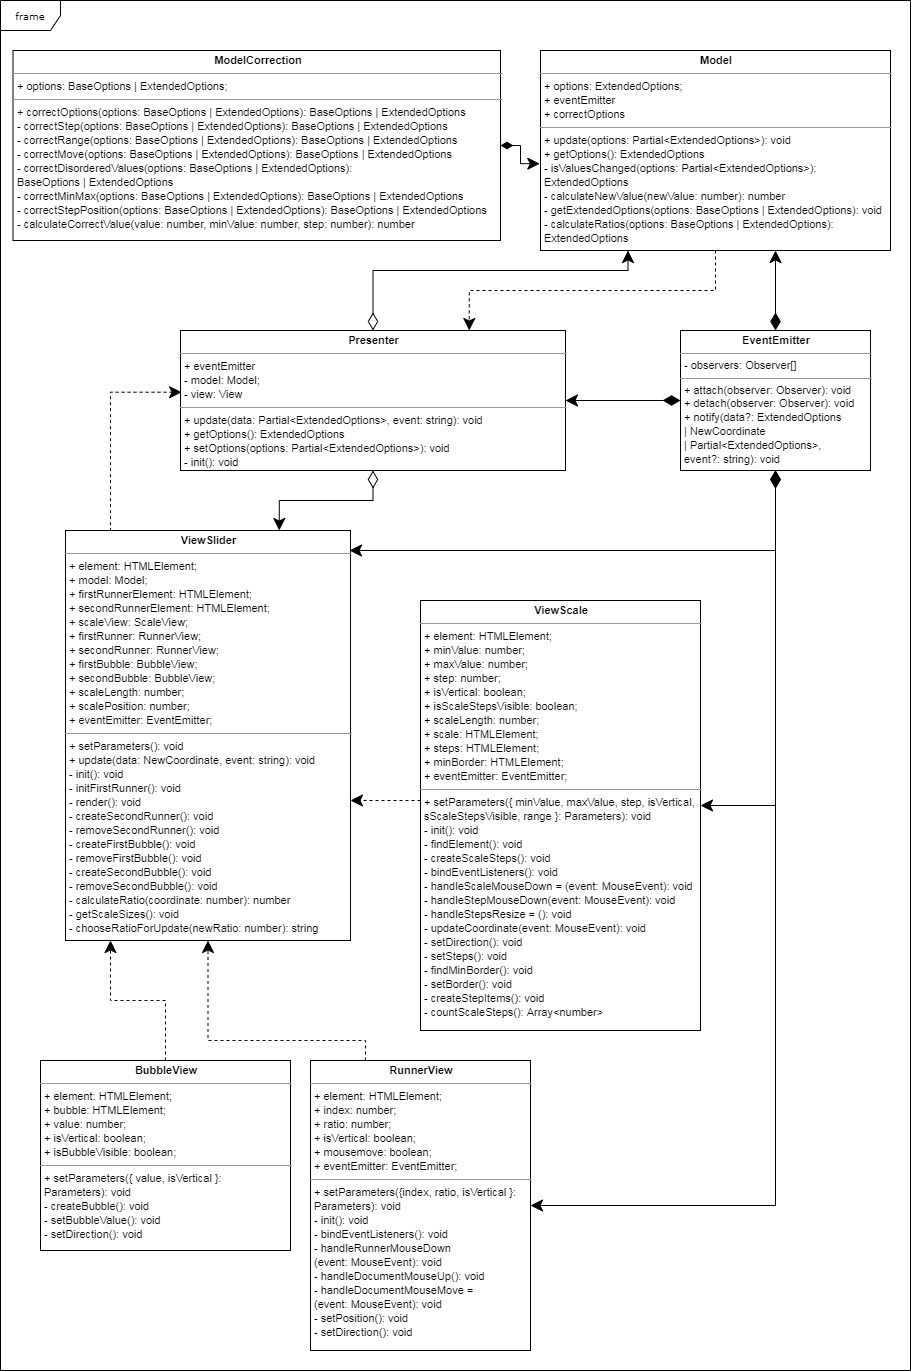 frame
ModelCorrection
+ options: BaseOptions | ExtendedOptions;
+ correctOptions(options: BaseOptions | ExtendedOptions): BaseOptions | ExtendedOptions
- correctStep(options: BaseOptions | ExtendedOptions): BaseOptions | ExtendedOptions
- correctRange(options: BaseOptions | ExtendedOptions): BaseOptions | ExtendedOptions
- correctMove(options: BaseOptions | ExtendedOptions): BaseOptions | ExtendedOptions
- correctDisorderedValues(options: BaseOptions | ExtendedOptions):
BaseOptions | ExtendedOptions
- correctMinMax(options: BaseOptions | ExtendedOptions): BaseOptions | ExtendedOptions
- correctStepPosition(options: BaseOptions | ExtendedOptions): BaseOptions | ExtendedOptions
- calculateCorrectValue(value: number, minValue: number, step: number): number
Model
+ options: ExtendedOptions;
+ eventEmitter
+ correctOptions
+ update(options: Partial<ExtendedOptions>): void
+ getOptions(): ExtendedOptions
- isValuesChanged(options: Partial<ExtendedOptions>):
ExtendedOptions
- calculateNewValue(newValue: number): number
- getExtendedOptions(options: BaseOptions | ExtendedOptions): void
- calculateRatios(options: BaseOptions | ExtendedOptions):
ExtendedOptions
Presenter
+ eventEmitter
- model: Model;
- view: View
+ update(data: Partial<ExtendedOptions>, event: string): void
+ getOptions(): ExtendedOptions
+ setOptions(options: Partial<ExtendedOptions>): void
- init(): void
EventEmitter
- observers: Observer[]
+ attach(observer: Observer): void
+ detach(observer: Observer): void
+ notify(data?: ExtendedOptions
| NewCoordinate
| Partial<ExtendedOptions>,
event?: string): void
ViewSlider
+ element: HTMLElement;
+ model: Model;
+ firstRunnerElement: HTMLElement;
+ secondRunnerElement: HTMLElement;
+ scaleView: ScaleView;
+ firstRunner: RunnerView;
+ secondRunner: RunnerView;
+ firstBubble: BubbleView;
+ secondBubble: BubbleView;
+ scaleLength: number;
+ scalePosition: number;
+ eventEmitter: EventEmitter;
+ setParameters(): void
+ update(data: NewCoordinate, event: string): void
- init(): void
- initFirstRunner(): void
- render(): void
- createSecondRunner(): void
- removeSecondRunner(): void
- createFirstBubble(): void
- removeFirstBubble(): void
- createSecondBubble(): void
- removeSecondBubble(): void
- calculateRatio(coordinate: number): number
- getScaleSizes(): void
- chooseRatioForUpdate(newRatio: number): string
ViewScale
+ element: HTMLElement;
+ minValue: number;
+ maxValue: number;
+ step: number;
+ isVertical: boolean;
+ isScaleStepsVisible: boolean;
+ scaleLength: number;
+ scale: HTMLElement;
+ steps: HTMLElement;
+ minBorder: HTMLElement;
+ eventEmitter: EventEmitter;
+ setParameters({ minValue, maxValue, step, isVertical,
sScaleStepsVisible, range }: Parameters): void
- init(): void
- findElement(): void
- createScaleSteps(): void
- bindEventListeners(): void
- handleScaleMouseDown = (event: MouseEvent): void
- handleStepMouseDown(event: MouseEvent): void
- handleStepsResize = (): void
- updateCoordinate(event: MouseEvent): void
- setDirection(): void
- setSteps(): void
- findMinBorder(): void
- setBorder(): void
- createStepItems(): void
- countScaleSteps(): Array<number>
BubbleView
+ element: HTMLElement;
+ bubble: HTMLElement;
+ value: number;
+ isVertical: boolean;
+ isBubbleVisible: boolean;
+ setParameters({ value, isVertical }:
Parameters): void
- createBubble(): void
- setBubbleValue(): void
- setDirection(): void
RunnerView
+ element: HTMLElement;
+ index: number;
+ ratio: number;
+ isVertical: boolean;
+ mousemove: boolean;
+ eventEmitter: EventEmitter;
+ setParameters({index, ratio, isVertical }:
Parameters): void
- init(): void
- bindEventListeners(): void
- handleRunnerMouseDown
(event: MouseEvent): void
- handleDocumentMouseUp(): void
- handleDocumentMouseMove =
(event: MouseEvent): void
- setPosition(): void
- setDirection(): void